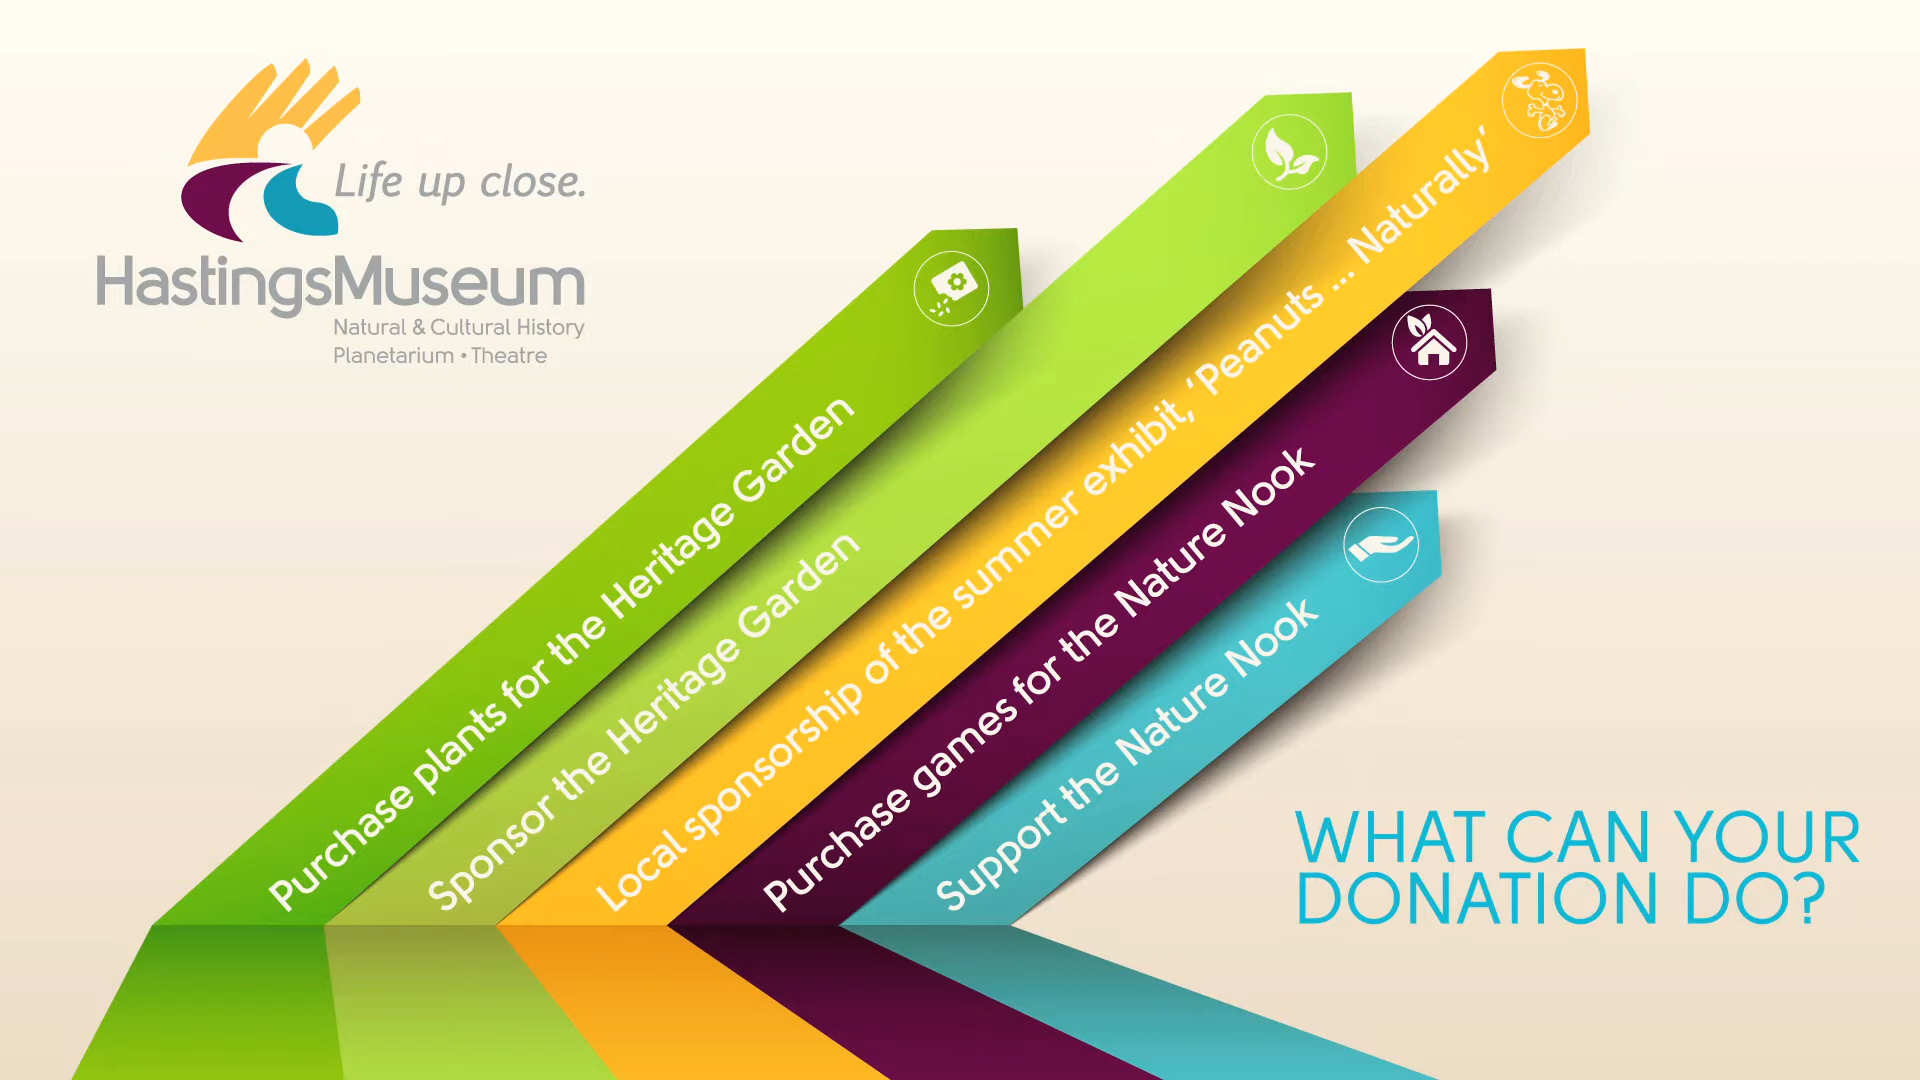 Life up close.
HastingsMuseum
Natural & Cultural History
Planetarium • Theatre
Purchase plants for the Heritage Garden
Sponsor the Heritage Garden
Local sponsorship of the summer exhibit, ‘Peanuts ... Naturally’
Purchase games for the Nature Nook
Support the Nature Nook
WHAT CAN YOUR
DONATION DO?